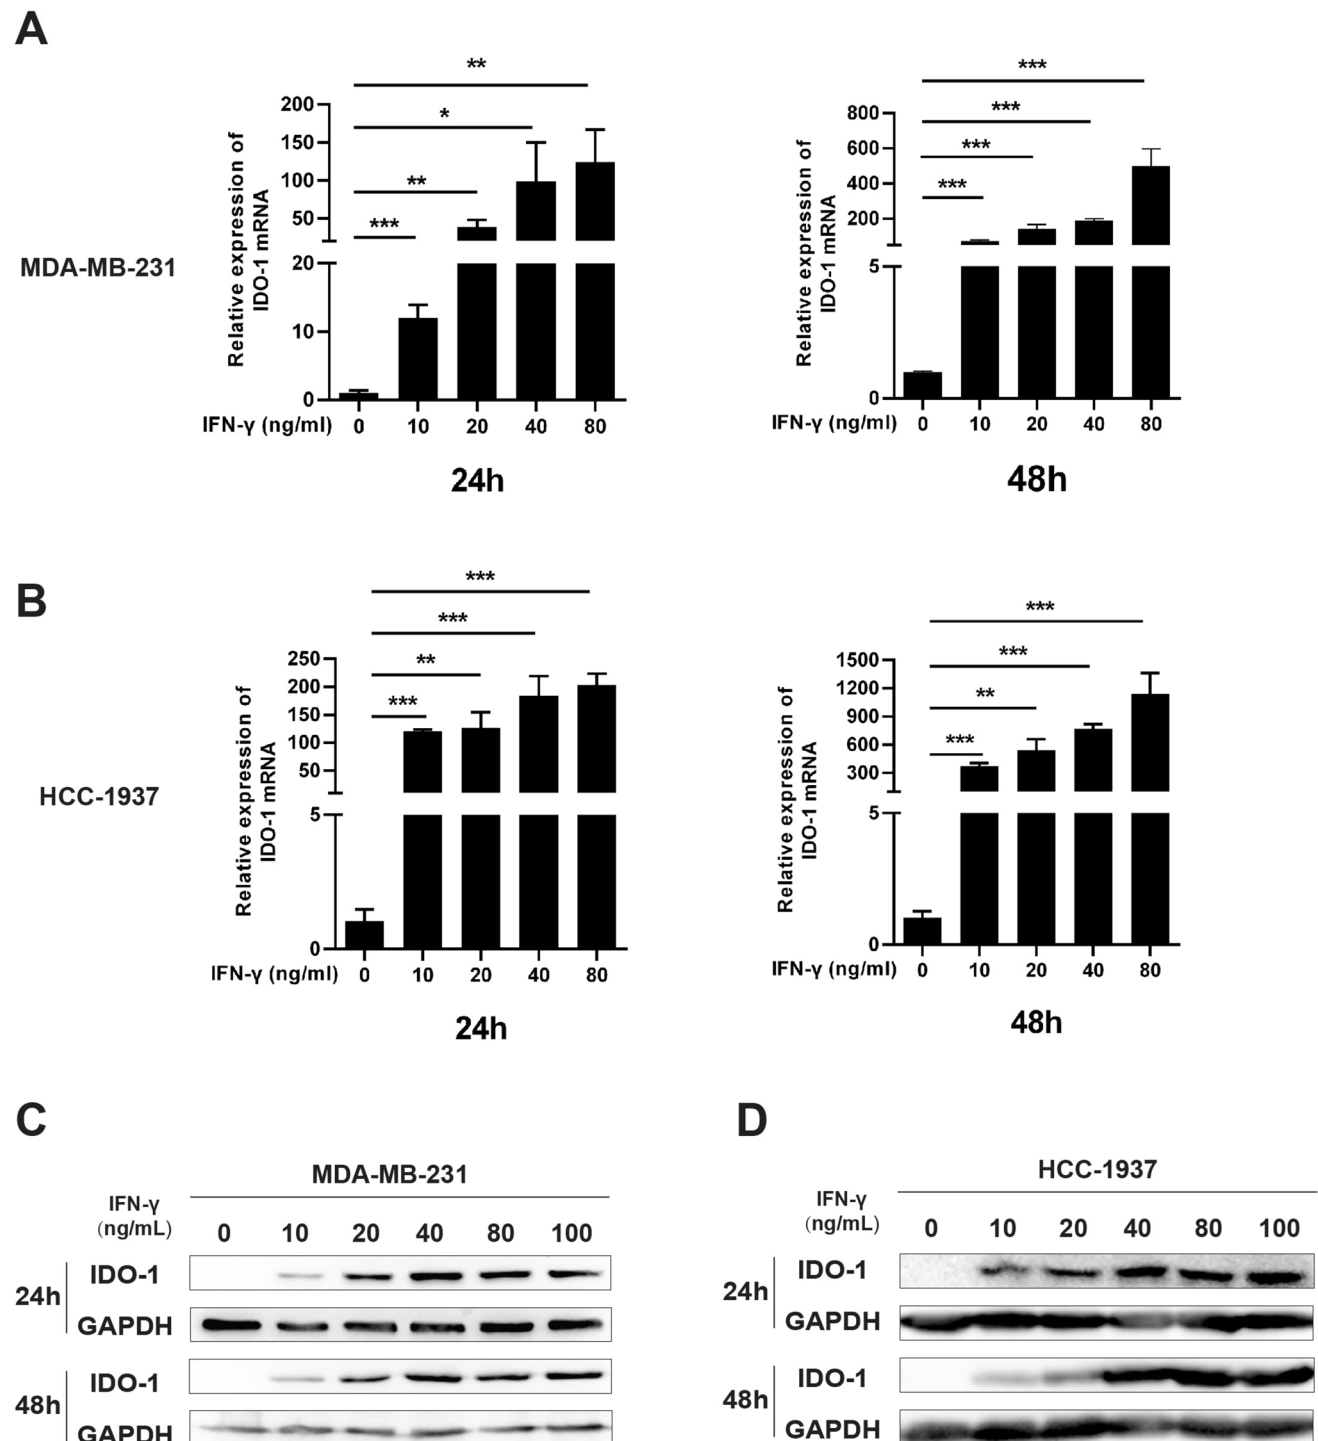 A
MDA-MB-231
Relative expression of
IDO-1 mRNA
200
150
100
50
20
10
0
***
**
*
**
IFN-γ (ng/ml) 0 10 20 40 80
24h
Relative expression of
IDO-1 mRNA
800
600
400
200
5
0
***
***
***
***
IFN-γ (ng/ml) 0 10 20 40 80
48h
B
HCC-1937
Relative expression of
IDO-1 mRNA
250
200
150
100
50
5
0
***
**
***
***
IFN-γ (ng/ml) 0 10 20 40 80
24h
Relative expression of
IDO-1 mRNA
1500
1200
900
600
300
5
0
***
**
***
***
IFN-γ (ng/ml) 0 10 20 40 80
48h
C
MDA-MB-231
IFN-γ
(ng/mL) 0 10 20 40 80 100
24h
IDO-1
GAPDH
48h
IDO-1
GAPDH
D
HCC-1937
IFN-γ
(ng/mL) 0 10 20 40 80 100
24h
IDO-1
GAPDH
48h
IDO-1
GAPDH